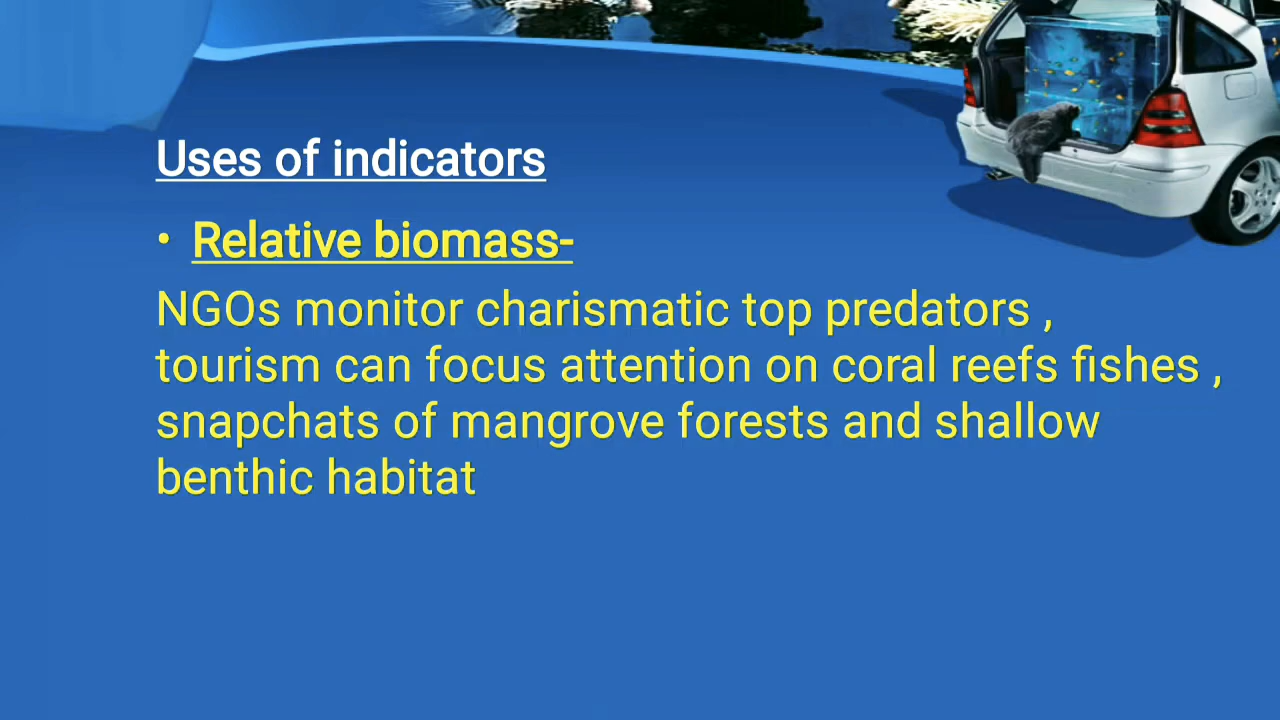 Uses of indicators
• Relative biomass-
NGOs monitor charismatic top predators ,
tourism can focus attention on coral reefs fishes ,
snapchats of mangrove forests and shallow
benthic habitat